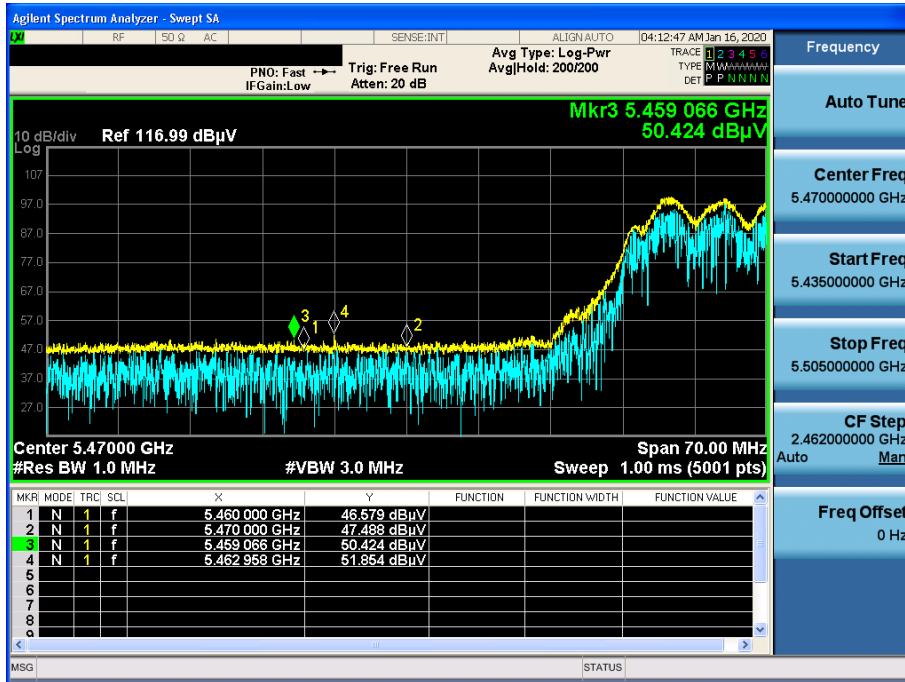 Agilent Spectrum Analyzer - Swept SA
LXI RF 50 Ω AC SENSE:INT ALIGN AUTO 04:12:47 AM Jan 16, 2020
PNO: Fast Trig: Free Run Avg Type: Log-Pwr TRACE 1 2 3 4 5 6
IFGain:Low Atten: 20 dB Avg|Hold: 200/200 TYPE M W W W W W
DET P P N N N N
Mkr3 5.459 066 GHz
50.424 dBµV
10 dB/div Ref 116.99 dBµV
Log
107
97.0
87.0
77.0
67.0
57.0
47.0
37.0
27.0
3 1 4 2
Center 5.47000 GHz Span 70.00 MHz
#Res BW 1.0 MHz #VBW 3.0 MHz Sweep 1.00 ms (5001 pts)
MKR MODE TRC SCL X Y FUNCTION FUNCTION WIDTH FUNCTION VALUE
1 N 1 f 5.460 000 GHz 46.579 dBµV
2 N 1 f 5.470 000 GHz 47.488 dBµV
3 N 1 f 5.459 066 GHz 50.424 dBµV
4 N 1 f 5.462 958 GHz 51.854 dBµV
5
6
7
8
9
MSG STATUS
Frequency
Auto Tune
Center Freq
5.470000000 GHz
Start Freq
5.435000000 GHz
Stop Freq
5.505000000 GHz
CF Step
2.462000000 GHz
Auto Man
Freq Offset
0 Hz